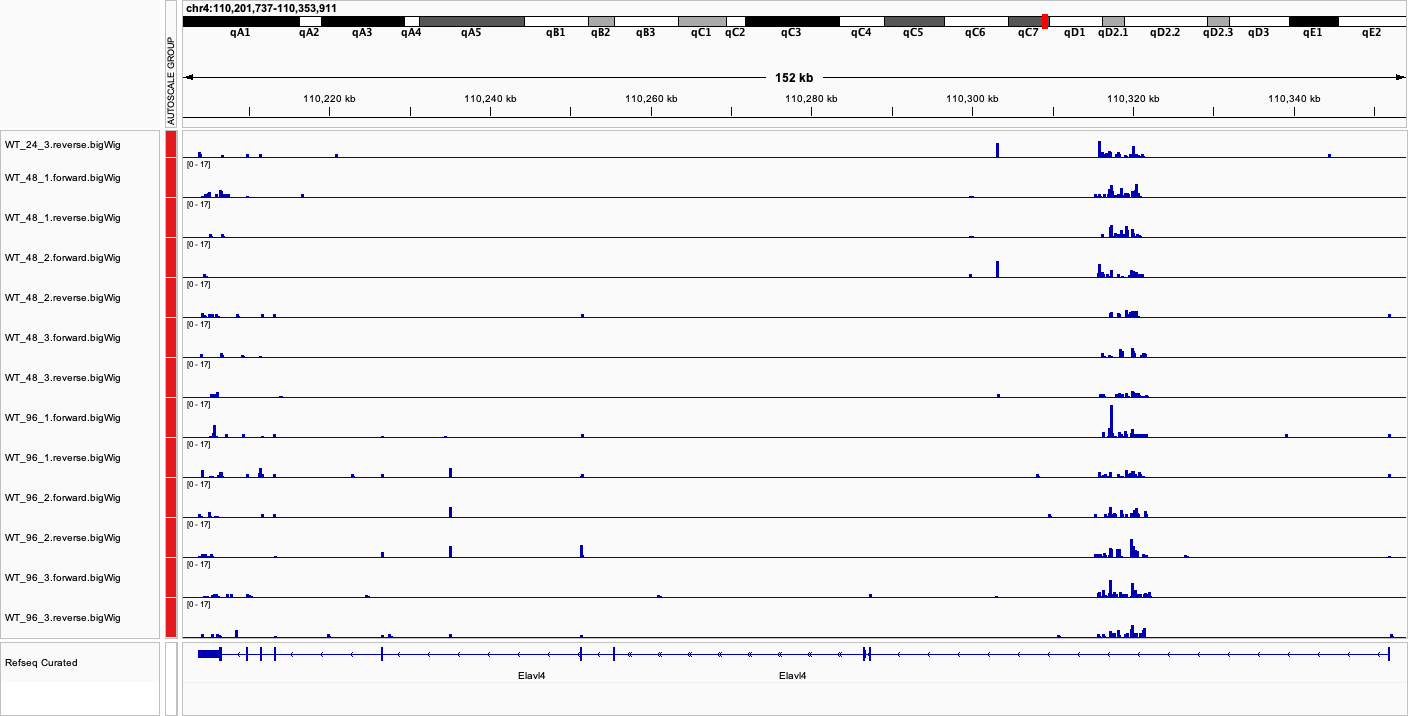 chr4:110,201,737-110,353,911
qA1 qA2 qA3 qA4 qA5 qB1 qB2 qB3 qC1 qC2 qC3 qC4 qC5 qC6 qC7 qD1 qD2.1 qD2.2 qD2.3 qD3 qE1 qE2
AUTOSCALE GROUP
152 kb
110,220 kb 110,240 kb 110,260 kb 110,280 kb 110,300 kb 110,320 kb 110,340 kb
WT_24_3.reverse.bigWig
[0 - 17]
WT_48_1.forward.bigWig
[0 - 17]
WT_48_1.reverse.bigWig
[0 - 17]
WT_48_2.forward.bigWig
[0 - 17]
WT_48_2.reverse.bigWig
[0 - 17]
WT_48_3.forward.bigWig
[0 - 17]
WT_48_3.reverse.bigWig
[0 - 17]
WT_96_1.forward.bigWig
[0 - 17]
WT_96_1.reverse.bigWig
[0 - 17]
WT_96_2.forward.bigWig
[0 - 17]
WT_96_2.reverse.bigWig
[0 - 17]
WT_96_3.forward.bigWig
[0 - 17]
WT_96_3.reverse.bigWig
Refseq Curated
Elavl4 Elavl4